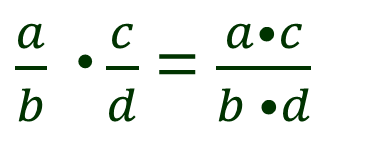 a/b • c/d = a•c/b •d